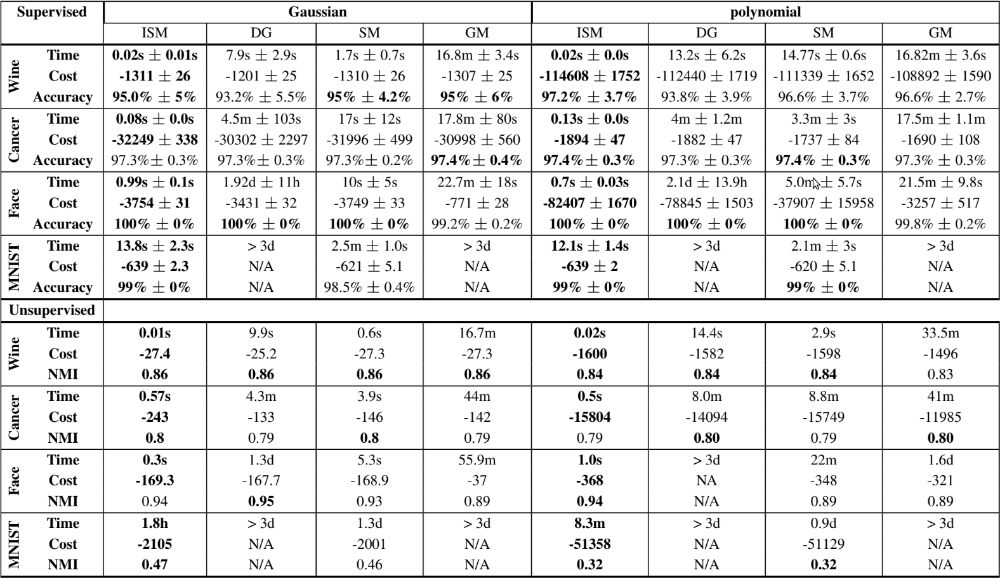 Supervised Gaussian polynomial
ISM DG SM GM ISM DG SM GM
Wine
Time 0.02s ± 0.01s 7.9s ± 2.9s 1.7s ± 0.7s 16.8m ± 3.4s 0.02s ± 0.0s 13.2s ± 6.2s 14.77s ± 0.6s 16.82m ± 3.6s
Cost -1311 ± 26 -1201 ± 25 -1310 ± 26 -1307 ± 25 -114608 ± 1752 -112440 ± 1719 -111339 ± 1652 -108892 ± 1590
Accuracy 95.0% ± 5% 93.2% ± 5.5% 95% ± 4.2% 95% ± 6% 97.2% ± 3.7% 93.8% ± 3.9% 96.6% ± 3.7% 96.6% ± 2.7%
Cancer
Time 0.08s ± 0.0s 4.5m ± 103s 17s ± 12s 17.8m ± 80s 0.13s ± 0.0s 4m ± 1.2m 3.3m ± 3s 17.5m ± 1.1m
Cost -32249 ± 338 -30302 ± 2297 -31996 ± 499 -30998 ± 560 -1894 ± 47 -1882 ± 47 -1737 ± 84 -1690 ± 108
Accuracy 97.3%± 0.3% 97.3%± 0.3% 97.3%± 0.2% 97.4%± 0.4% 97.4%± 0.3% 97.3% ± 0.3% 97.4% ± 0.3% 97.3% ± 0.3%
Face
Time 0.99s ± 0.1s 1.92d ± 11h 10s ± 5s 22.7m ± 18s 0.7s ± 0.03s 2.1d ± 13.9h 5.0m ± 5.7s 21.5m ± 9.8s
Cost -3754 ± 31 -3431 ± 32 -3749 ± 33 -771 ± 28 -82407 ± 1670 -78845 ± 1503 -37907 ± 15958 -3257 ± 517
Accuracy 100% ± 0% 100% ± 0% 100% ± 0% 99.2% ± 0.2% 100% ± 0% 100% ± 0% 100% ± 0% 99.8% ± 0.2%
MNIST
Time 13.8s ± 2.3s > 3d 2.5m ± 1.0s > 3d 12.1s ± 1.4s > 3d 2.1m ± 3s > 3d
Cost -639 ± 2.3 N/A -621 ± 5.1 N/A -639 ± 2 N/A -620 ± 5.1 N/A
Accuracy 99% ± 0% N/A 98.5% ± 0.4% N/A 99% ± 0% N/A 99% ± 0% N/A
Unsupervised
Wine
Time 0.01s 9.9s 0.6s 16.7m 0.02s 14.4s 2.9s 33.5m
Cost -27.4 -25.2 -27.3 -27.3 -1600 -1582 -1598 -1496
NMI 0.86 0.86 0.86 0.86 0.84 0.84 0.84 0.83
Cancer
Time 0.57s 4.3m 3.9s 44m 0.5s 8.0m 8.8m 41m
Cost -243 -133 -146 -142 -15804 -14094 -15749 -11985
NMI 0.8 0.79 0.8 0.79 0.79 0.80 0.79 0.80
Face
Time 0.3s 1.3d 5.3s 55.9m 1.0s > 3d 22m 1.6d
Cost -169.3 -167.7 -168.9 -37 -368 NA -348 -321
NMI 0.94 0.95 0.93 0.89 0.94 N/A 0.89 0.89
MNIST
Time 1.8h > 3d 1.3d > 3d 8.3m > 3d 0.9d > 3d
Cost -2105 N/A -2001 N/A -51358 N/A -51129 N/A
NMI 0.47 N/A 0.46 N/A 0.32 N/A 0.32 N/A